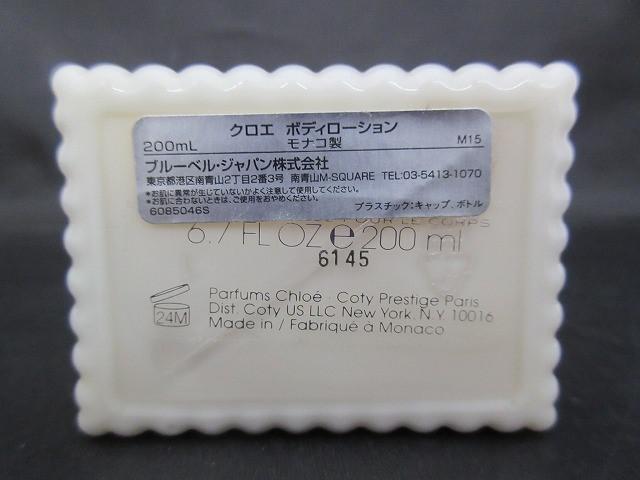 クロエ ボディローション
200mL モナコ製 M15
ブルーベル・ジャパン株式会社
東京都港区南青山2丁目2番3号 南青山M-SQUARE TEL:03-5413-1070
*お肌に異常が生じていないかよく注意して使用してください。
*お肌に合わないときは、ご使用をおやめください。
6085046S プラスチック:キャップ、ボトル
POUR LE CORPS
6.7 FL OZ e 200 ml
6145
24M
Parfums Chloé. Coty Prestige Paris
Dist. Coty US LLC New York. N.Y. 10016
Made in / Fabriqué à Monaco